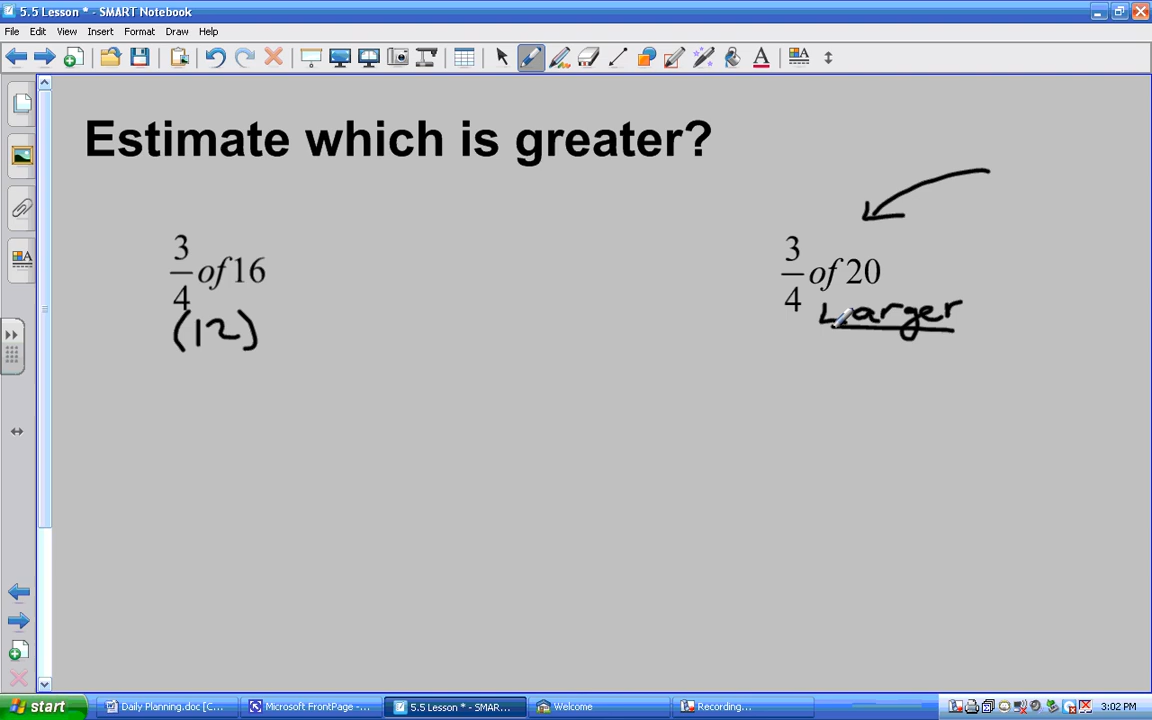 5.5 Lesson * - SMART Notebook
File Edit View Insert Format Draw Help
Estimate which is greater?
3/4 of 16
(12)
3/4 of 20
Larger
start Daily Planning.doc [C... Microsoft FrontPage -... 5.5 Lesson * - SMAR... Welcome Recording... 3:02 PM